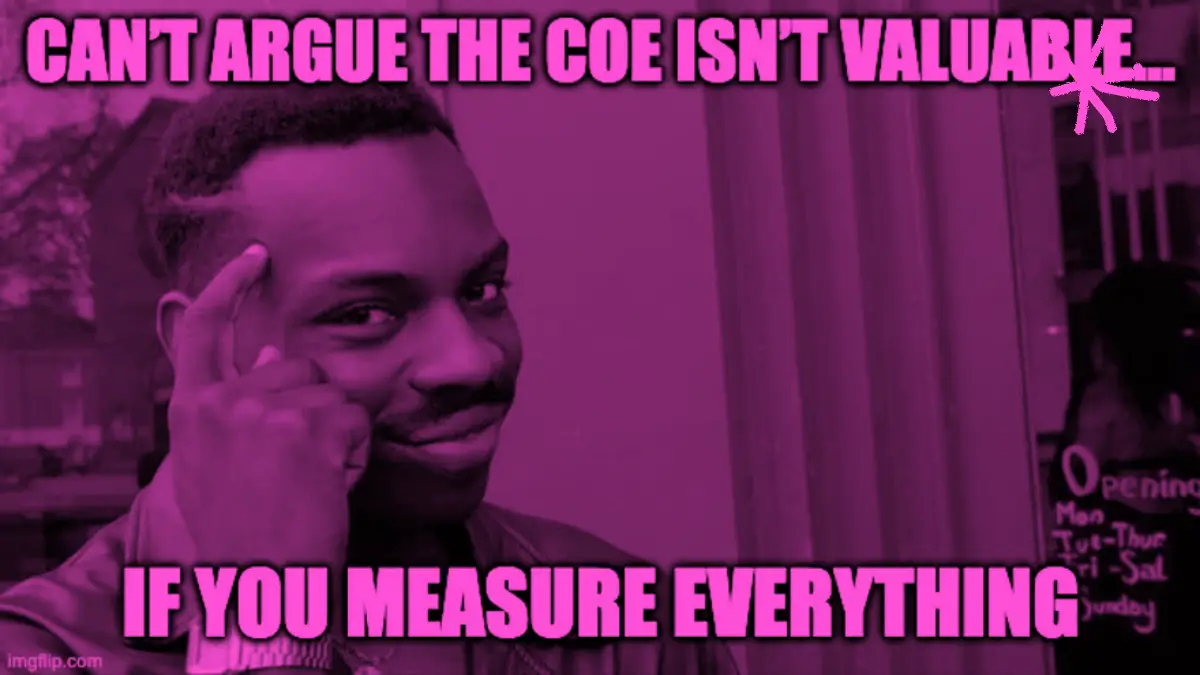 CAN'T ARGUE THE COE ISN'T VALUABLE...
Opening
Mon
Tue-Thur
Fri-Sat
Sunday
IF YOU MEASURE EVERYTHING
imgflip.com